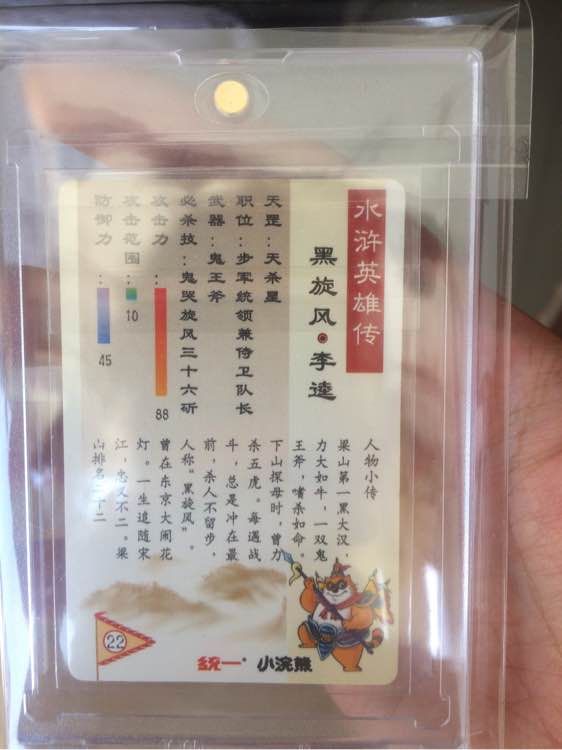 水浒英雄传
黑旋风·李逵
天罡：天杀星
职位：步军统领兼侍卫队长
武器：鬼王斧
必杀技：鬼哭旋风三十六斫
攻击力：88
攻击范围：10
防御力：45
人物小传
梁山第一黑大汉，
力大如牛，一双鬼
王斧，嗜杀如命。
下山探母时，曾力
杀五虎。每遇战
斗，总是冲在最
前，杀人不留步，
人称“黑旋风”。
曾在东京大闹花
灯。一生追随宋
江，忠义不二。梁
山排名二十二
22
统一 小浣熊